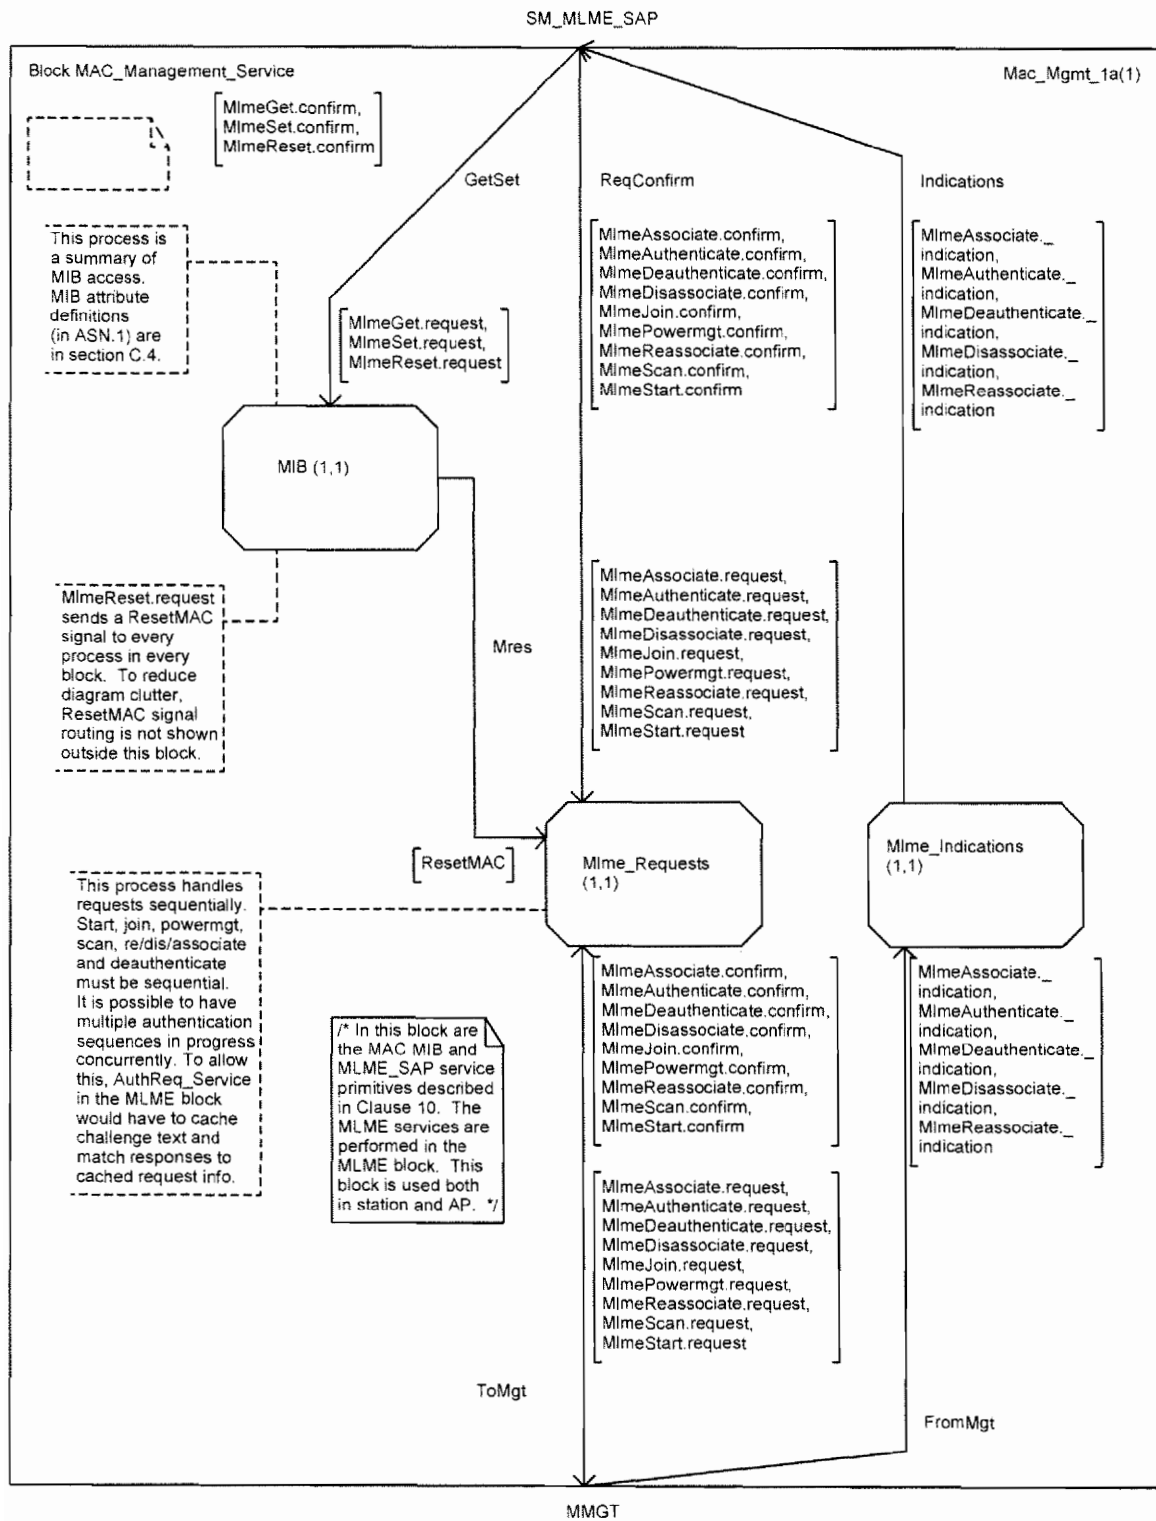 SM_MLME_SAP
Block MAC_Management_Service
Mac_Mgmt_1a(1)
MlmeGet.confirm,
MlmeSet.confirm,
MlmeReset.confirm
GetSet
ReqConfirm
Indications
This process is
a summary of
MIB access.
MIB attribute
definitions
(in ASN.1) are
in section C.4.
MlmeGet.request,
MlmeSet.request,
MlmeReset.request
MlmeAssociate.confirm,
MlmeAuthenticate.confirm,
MlmeDeauthenticate.confirm,
MlmeDisassociate.confirm,
MlmeJoin.confirm,
MlmePowermgt.confirm,
MlmeReassociate.confirm,
MlmeScan.confirm,
MlmeStart.confirm
MlmeAssociate._
indication,
MlmeAuthenticate._
indication,
MlmeDeauthenticate._
indication,
MlmeDisassociate._
indication,
MlmeReassociate._
indication
MIB (1,1)
MlmeReset.request
sends a ResetMAC
signal to every
process in every
block. To reduce
diagram clutter,
ResetMAC signal
routing is not shown
outside this block.
Mres
MlmeAssociate.request,
MlmeAuthenticate.request,
MlmeDeauthenticate.request,
MlmeDisassociate.request,
MlmeJoin.request,
MlmePowermgt.request,
MlmeReassociate.request,
MlmeScan.request,
MlmeStart.request
[ResetMAC]
Mlme_Requests
(1,1)
Mlme_Indications
(1,1)
This process handles
requests sequentially.
Start, join, powermgt,
scan, re/dis/associate
and deauthenticate
must be sequential.
It is possible to have
multiple authentication
sequences in progress
concurrently. To allow
this, AuthReq_Service
in the MLME block
would have to cache
challenge text and
match responses to
cached request info.
/* In this block are
the MAC MIB and
MLME_SAP service
primitives described
in Clause 10. The
MLME services are
performed in the
MLME block. This
block is used both
in station and AP. */
MlmeAssociate.confirm,
MlmeAuthenticate.confirm,
MlmeDeauthenticate.confirm,
MlmeDisassociate.confirm,
MlmeJoin.confirm,
MlmePowermgt.confirm,
MlmeReassociate.confirm,
MlmeScan.confirm,
MlmeStart.confirm
MlmeAssociate._
indication,
MlmeAuthenticate._
indication,
MlmeDeauthenticate._
indication,
MlmeDisassociate._
indication,
MlmeReassociate._
indication
MlmeAssociate.request,
MlmeAuthenticate.request,
MlmeDeauthenticate.request,
MlmeDisassociate.request,
MlmeJoin.request,
MlmePowermgt.request,
MlmeReassociate.request,
MlmeScan.request,
MlmeStart.request
ToMgt
FromMgt
MMGT